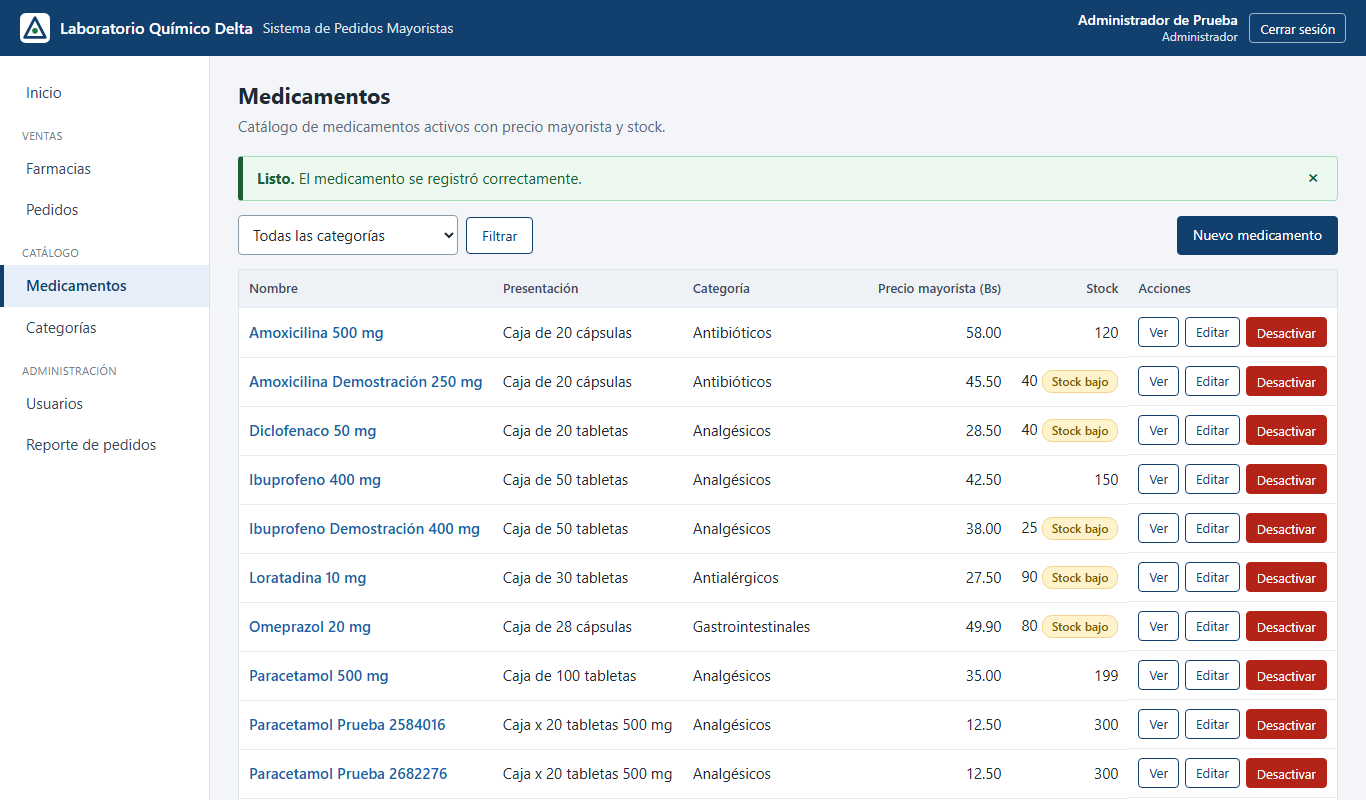 Laboratorio Químico Delta Sistema de Pedidos Mayoristas
Administrador de Prueba
Administrador
Cerrar sesión
Inicio
VENTAS
Farmacias
Pedidos
CATÁLOGO
Medicamentos
Categorías
ADMINISTRACIÓN
Usuarios
Reporte de pedidos
Medicamentos
Catálogo de medicamentos activos con precio mayorista y stock.
Listo. El medicamento se registró correctamente. ×
Todas las categorías Filtrar Nuevo medicamento
Nombre Presentación Categoría Precio mayorista (Bs) Stock Acciones
Amoxicilina 500 mg Caja de 20 cápsulas Antibióticos 58.00 120 Ver Editar Desactivar
Amoxicilina Demostración 250 mg Caja de 20 cápsulas Antibióticos 45.50 40 Stock bajo Ver Editar Desactivar
Diclofenaco 50 mg Caja de 20 tabletas Analgésicos 28.50 40 Stock bajo Ver Editar Desactivar
Ibuprofeno 400 mg Caja de 50 tabletas Analgésicos 42.50 150 Ver Editar Desactivar
Ibuprofeno Demostración 400 mg Caja de 50 tabletas Analgésicos 38.00 25 Stock bajo Ver Editar Desactivar
Loratadina 10 mg Caja de 30 tabletas Antialérgicos 27.50 90 Stock bajo Ver Editar Desactivar
Omeprazol 20 mg Caja de 28 cápsulas Gastrointestinales 49.90 80 Stock bajo Ver Editar Desactivar
Paracetamol 500 mg Caja de 100 tabletas Analgésicos 35.00 199 Ver Editar Desactivar
Paracetamol Prueba 2584016 Caja x 20 tabletas 500 mg Analgésicos 12.50 300 Ver Editar Desactivar
Paracetamol Prueba 2682276 Caja x 20 tabletas 500 mg Analgésicos 12.50 300 Ver Editar Desactivar